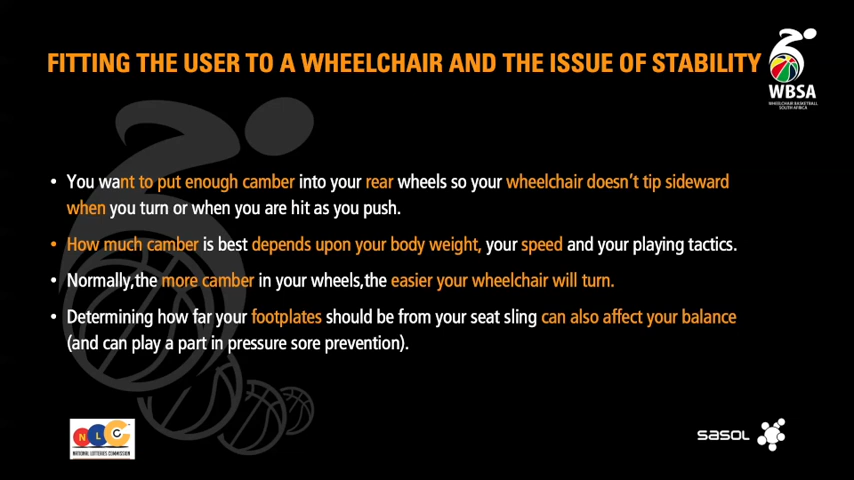 FITTING THE USER TO A WHEELCHAIR AND THE ISSUE OF STABILITY
WBSA
WHEELCHAIR BASKETBALL
SOUTH AFRICA
• You want to put enough camber into your rear wheels so your wheelchair doesn't tip sideward
when you turn or when you are hit as you push.
• How much camber is best depends upon your body weight, your speed and your playing tactics.
• Normally,the more camber in your wheels,the easier your wheelchair will turn.
• Determining how far your footplates should be from your seat sling can also affect your balance
(and can play a part in pressure sore prevention).
NLC
NATIONAL LOTTERIES COMMISSION
sasol